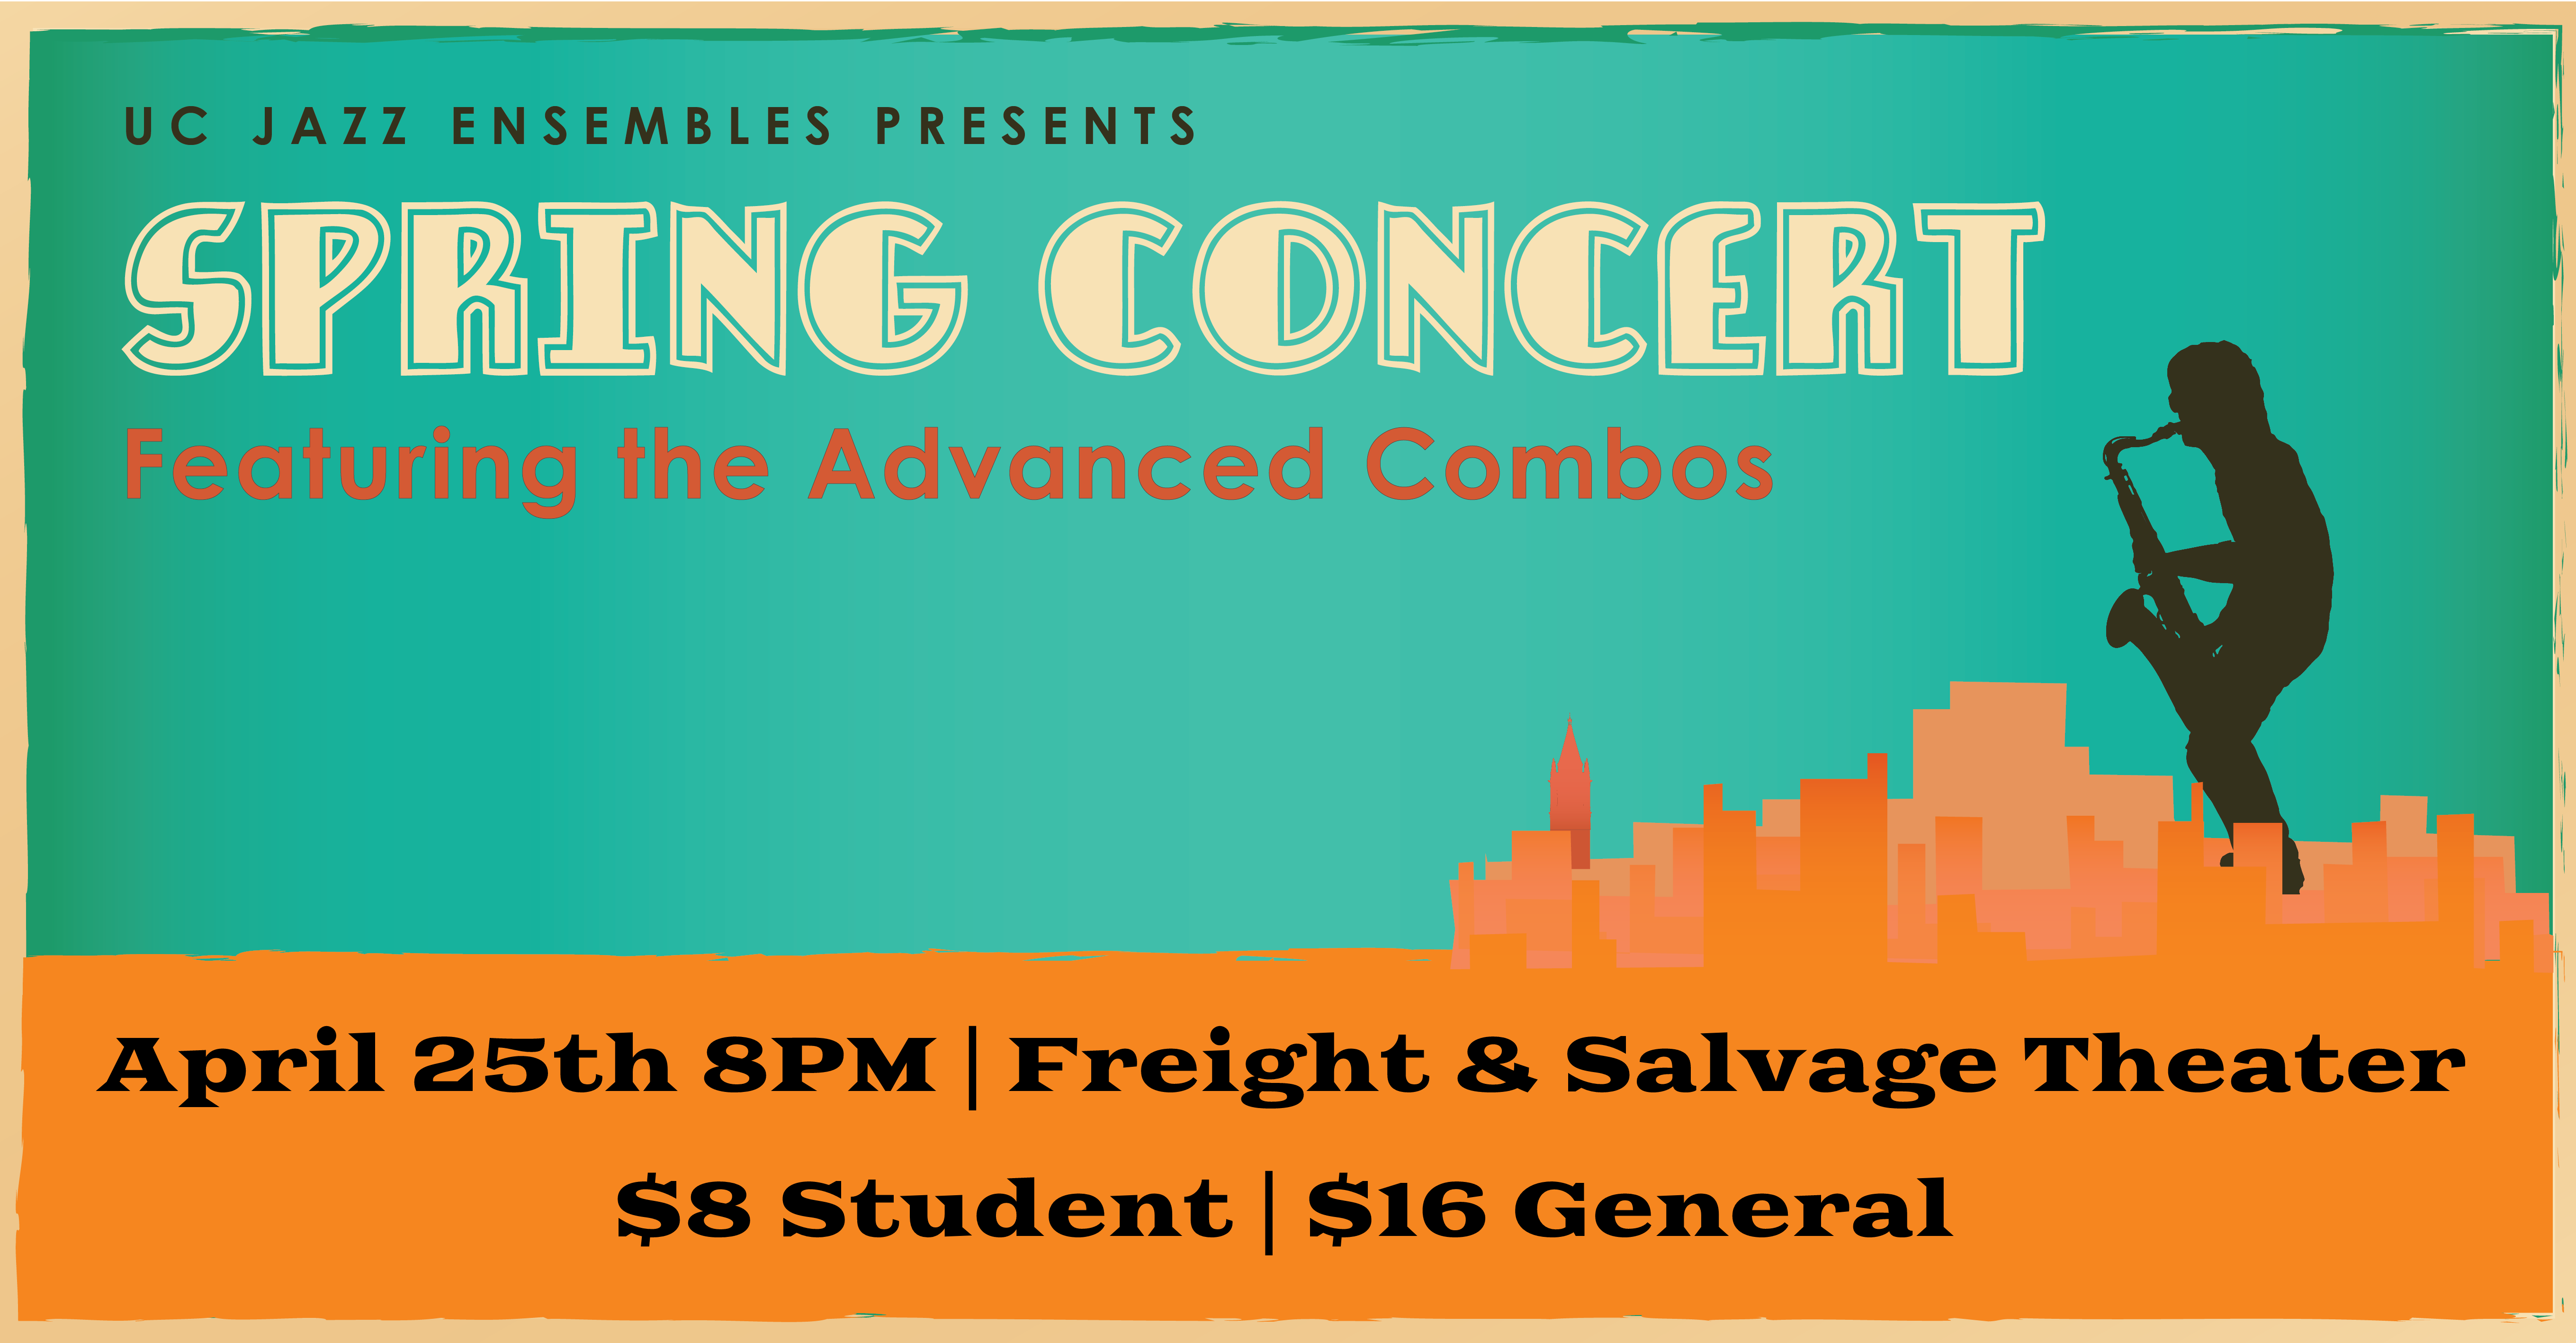 UC JAZZ ENSEMBLES PRESENTS
SPRING CONCERT
Featuring the Advanced Combos
April 25th 8PM | Freight & Salvage Theater
$8 Student | $16 General